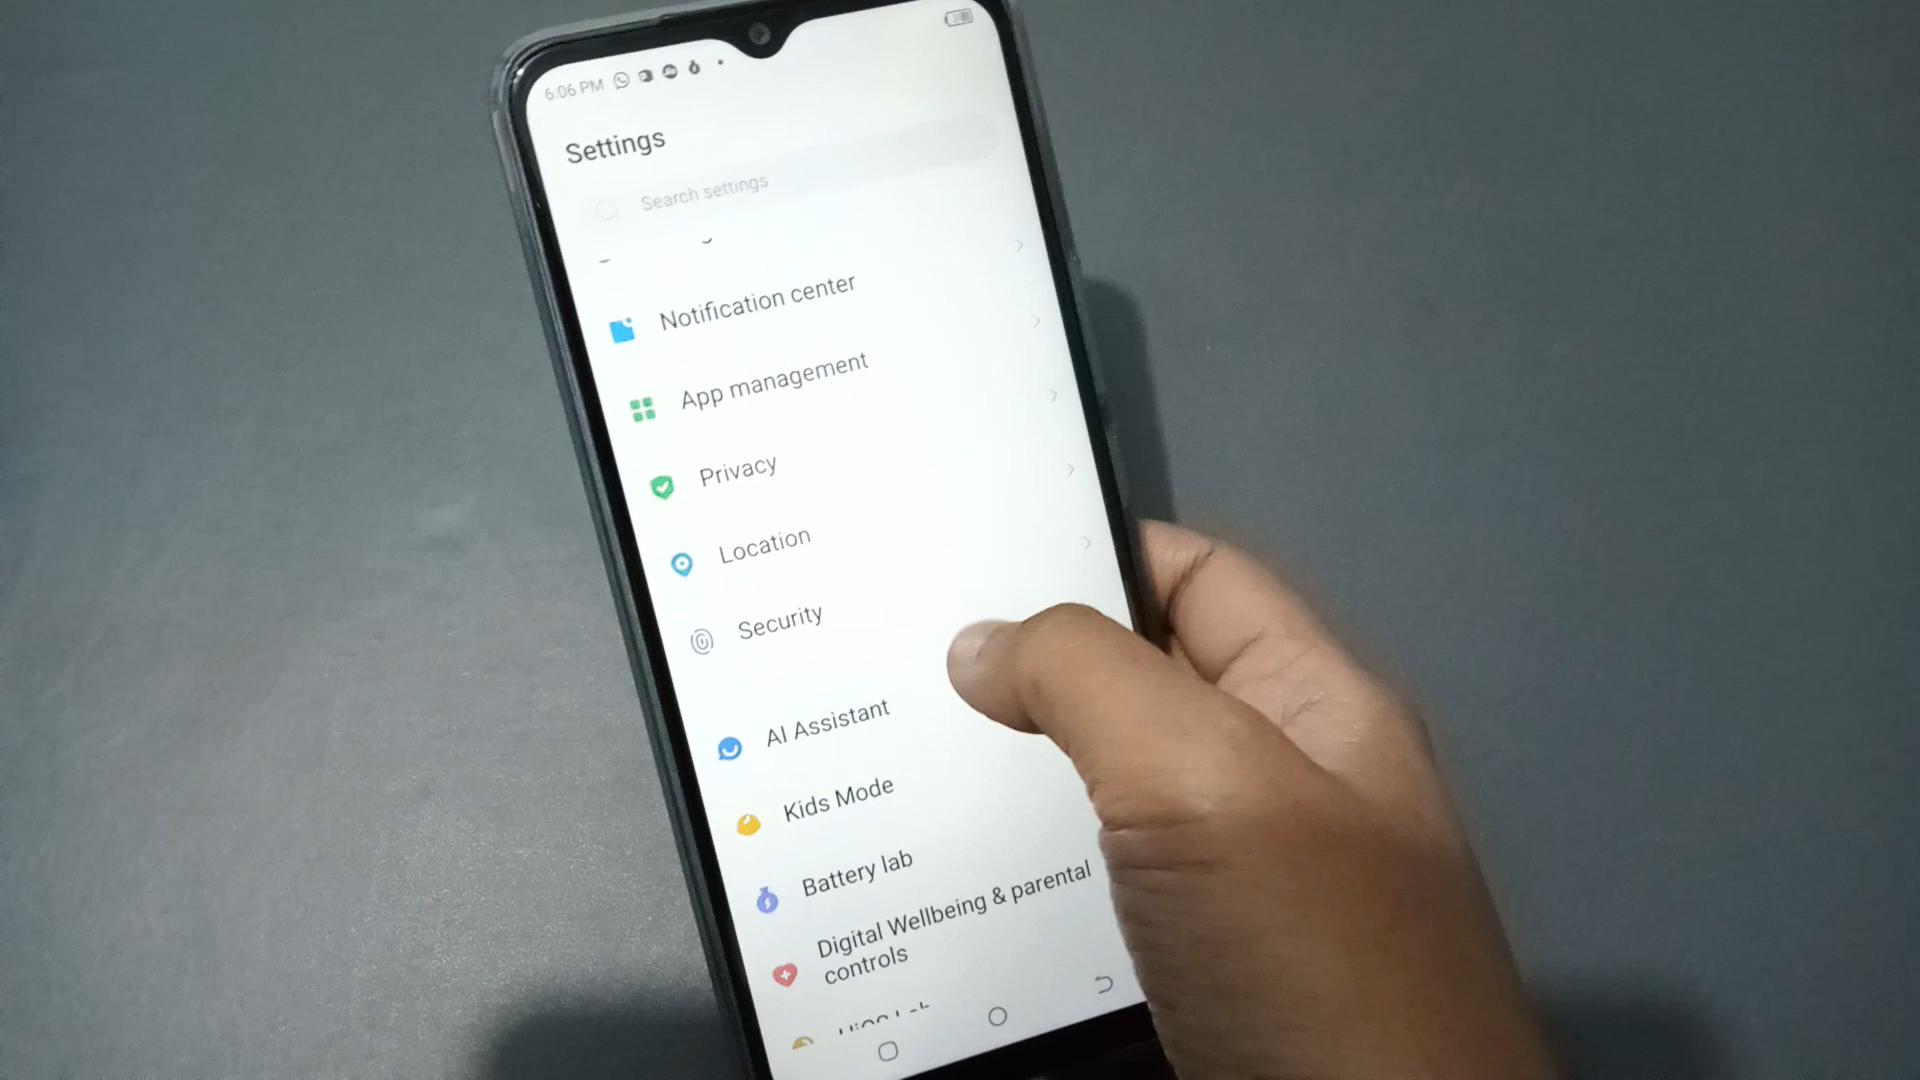 6:06 PM
Settings
Search settings
Notification center
App management
Privacy
Location
Security
AI Assistant
Kids Mode
Battery lab
Digital Wellbeing & parental
controls